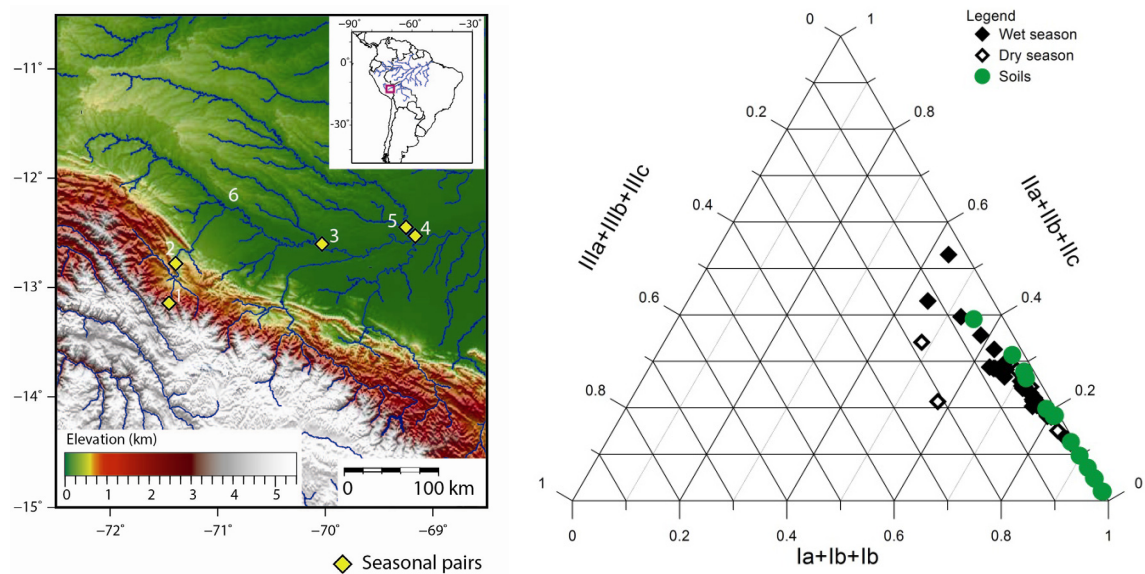 −90° −60° −30°
0°
−30°
−11°
−12°
−13°
−14°
−15°
6
5 4
3
2
1
Elevation (km)
0 1 2 3 4 5
0 100 km
−72° −71° −70° −69°
Seasonal pairs
Legend
Wet season
Dry season
Soils
0 1
0.2 0.8
0.4 0.6
0.6 0.4
0.8 0.2
1 0
IIIa+IIIb+IIIc
IIa+IIb+IIc
0 0.2 0.4 0.6 0.8 1
Ia+Ib+Ib